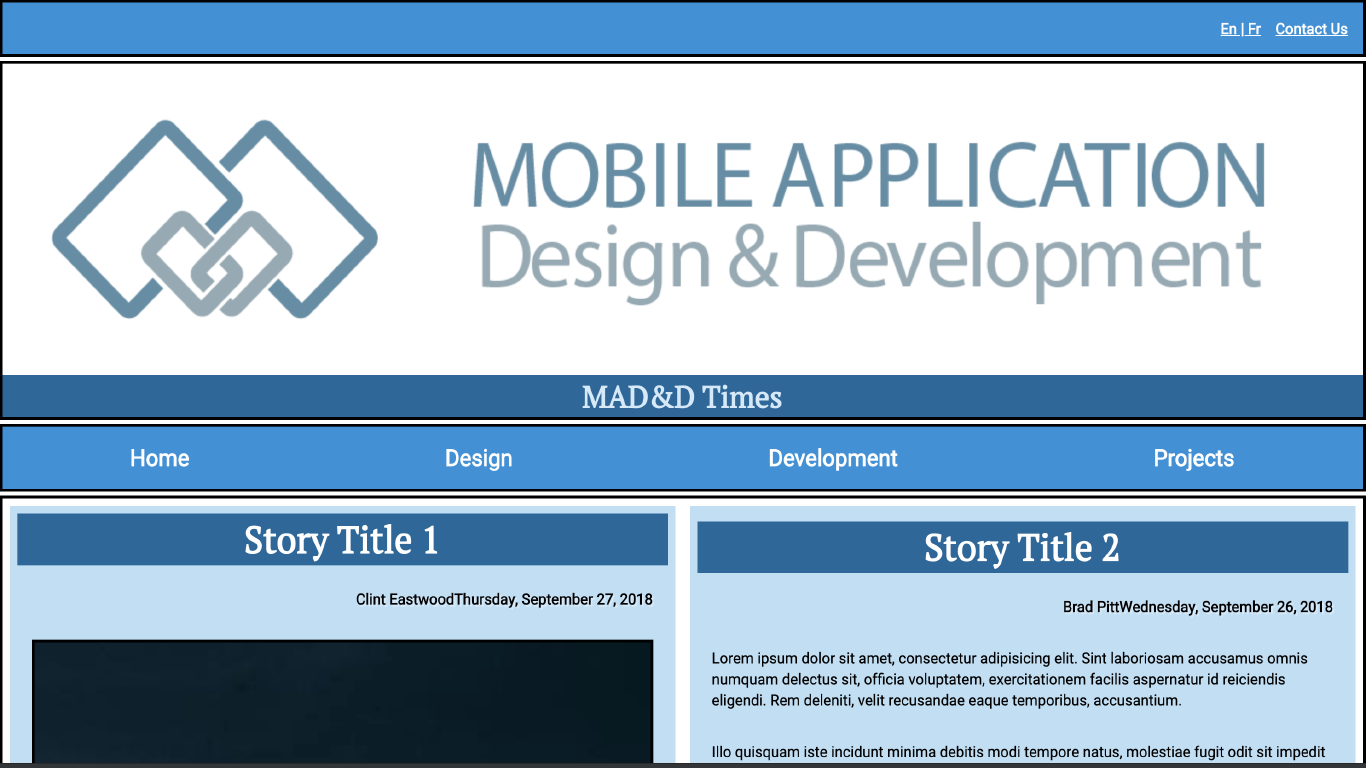 En | Fr Contact Us
MOBILE APPLICATION
Design & Development
MAD&D Times
Home Design Development Projects
Story Title 1
Clint EastwoodThursday, September 27, 2018
Story Title 2
Brad PittWednesday, September 26, 2018
Lorem ipsum dolor sit amet, consectetur adipisicing elit. Sint laboriosam accusamus omnis
numquam delectus sit, officia voluptatem, exercitationem facilis aspernatur id reiciendis
eligendi. Rem deleniti, velit recusandae eaque temporibus, accusantium.
Illo quisquam iste incidunt minima debitis modi tempore natus, molestiae fugit odit sit impedit